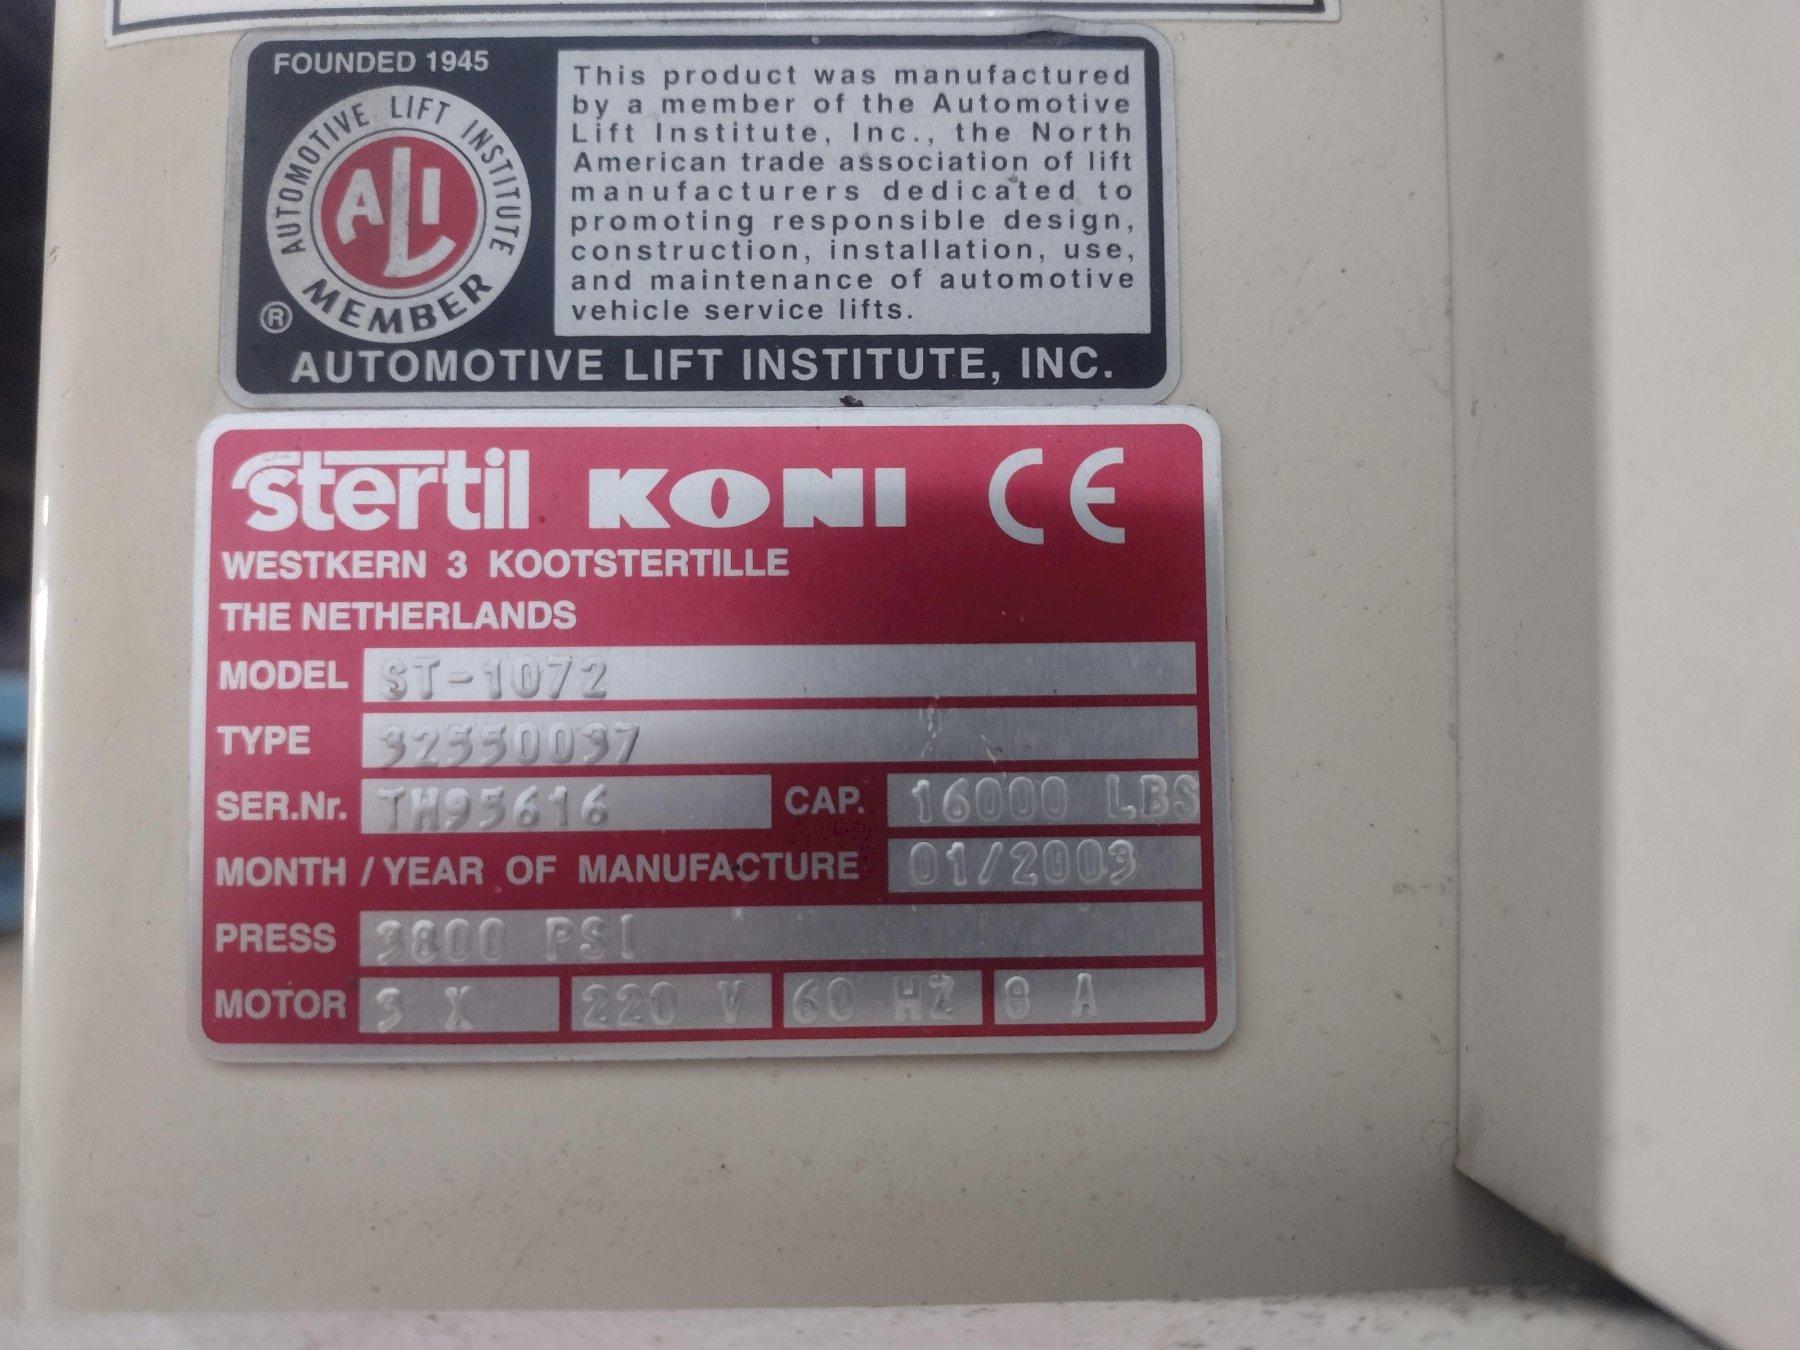 FOUNDED 1945
AUTOMOTIVE LIFT INSTITUTE
ALI
MEMBER
®
This product was manufactured
by a member of the Automotive
Lift Institute, Inc., the North
American trade association of lift
manufacturers dedicated to
promoting responsible design,
construction, installation, use,
and maintenance of automotive
vehicle service lifts.
AUTOMOTIVE LIFT INSTITUTE, INC.
stertil KONI CE
WESTKERN 3 KOOTSTERTILLE
THE NETHERLANDS
MODEL ST-1072
TYPE 32550037
SER.Nr. TH95616 CAP. 16000 LBS
MONTH / YEAR OF MANUFACTURE 01/2003
PRESS 3800 PSI
MOTOR 3 X 220 V 60 HZ 8 A